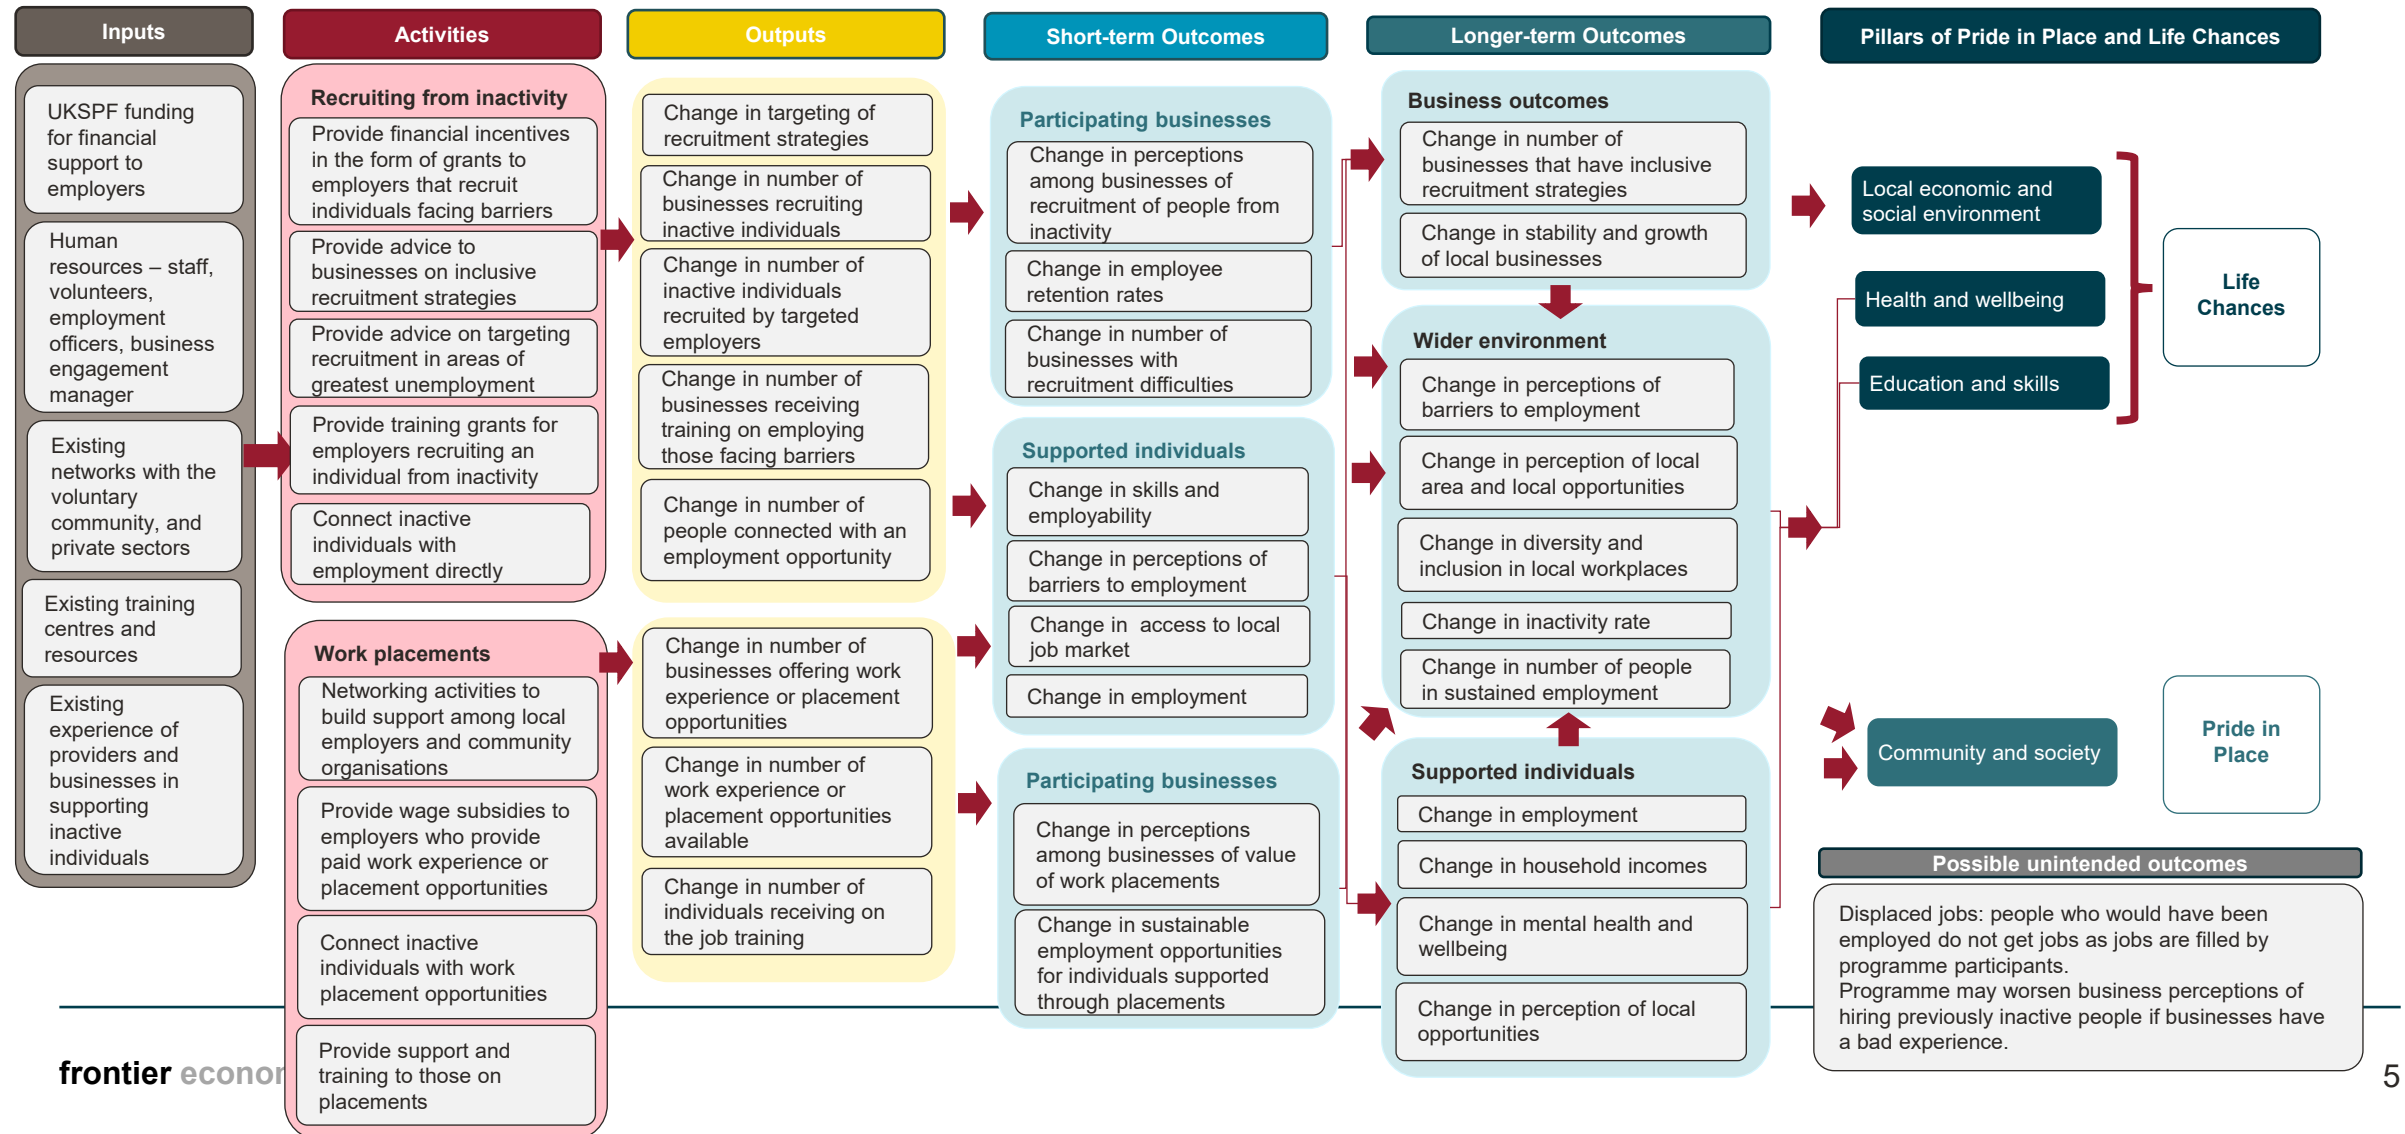 Inputs
UKSPF funding
for financial
support to
employers
Human
resources – staff,
volunteers,
employment
officers, business
engagement
manager
Existing
networks with the
voluntary
community, and
private sectors
Existing training
centres and
resources
Existing
experience of
providers and
businesses in
supporting
inactive
individuals
Activities
Recruiting from inactivity
Provide financial incentives
in the form of grants to
employers that recruit
individuals facing barriers
Provide advice to
businesses on inclusive
recruitment strategies
Provide advice on targeting
recruitment in areas of
greatest unemployment
Provide training grants for
employers recruiting an
individual from inactivity
Connect inactive
individuals with
employment directly
Work placements
Networking activities to
build support among local
employers and community
organisations
Provide wage subsidies to
employers who provide
paid work experience or
placement opportunities
Connect inactive
individuals with work
placement opportunities
Provide support and
training to those on
placements
Outputs
Change in targeting of
recruitment strategies
Change in number of
businesses recruiting
inactive individuals
Change in number of
inactive individuals
recruited by targeted
employers
Change in number of
businesses receiving
training on employing
those facing barriers
Change in number of
people connected with an
employment opportunity
Change in number of
businesses offering work
experience or placement
opportunities
Change in number of
work experience or
placement opportunities
available
Change in number of
individuals receiving on
the job training
Short-term Outcomes
Participating businesses
Change in perceptions
among businesses of
recruitment of people from
inactivity
Change in employee
retention rates
Change in number of
businesses with
recruitment difficulties
Supported individuals
Change in skills and
employability
Change in perceptions of
barriers to employment
Change in access to local
job market
Change in employment
Participating businesses
Change in perceptions
among businesses of value
of work placements
Change in sustainable
employment opportunities
for individuals supported
through placements
Longer-term Outcomes
Business outcomes
Change in number of
businesses that have inclusive
recruitment strategies
Change in stability and growth
of local businesses
Wider environment
Change in perceptions of
barriers to employment
Change in perception of local
area and local opportunities
Change in diversity and
inclusion in local workplaces
Change in inactivity rate
Change in number of people
in sustained employment
Supported individuals
Change in employment
Change in household incomes
Change in mental health and
wellbeing
Change in perception of local
opportunities
Pillars of Pride in Place and Life Chances
Local economic and
social environment
Health and wellbeing
Education and skills
Life
Chances
Community and society
Pride in
Place
Possible unintended outcomes
Displaced jobs: people who would have been
employed do not get jobs as jobs are filled by
programme participants.
Programme may worsen business perceptions of
hiring previously inactive people if businesses have
a bad experience.
frontier econor
5